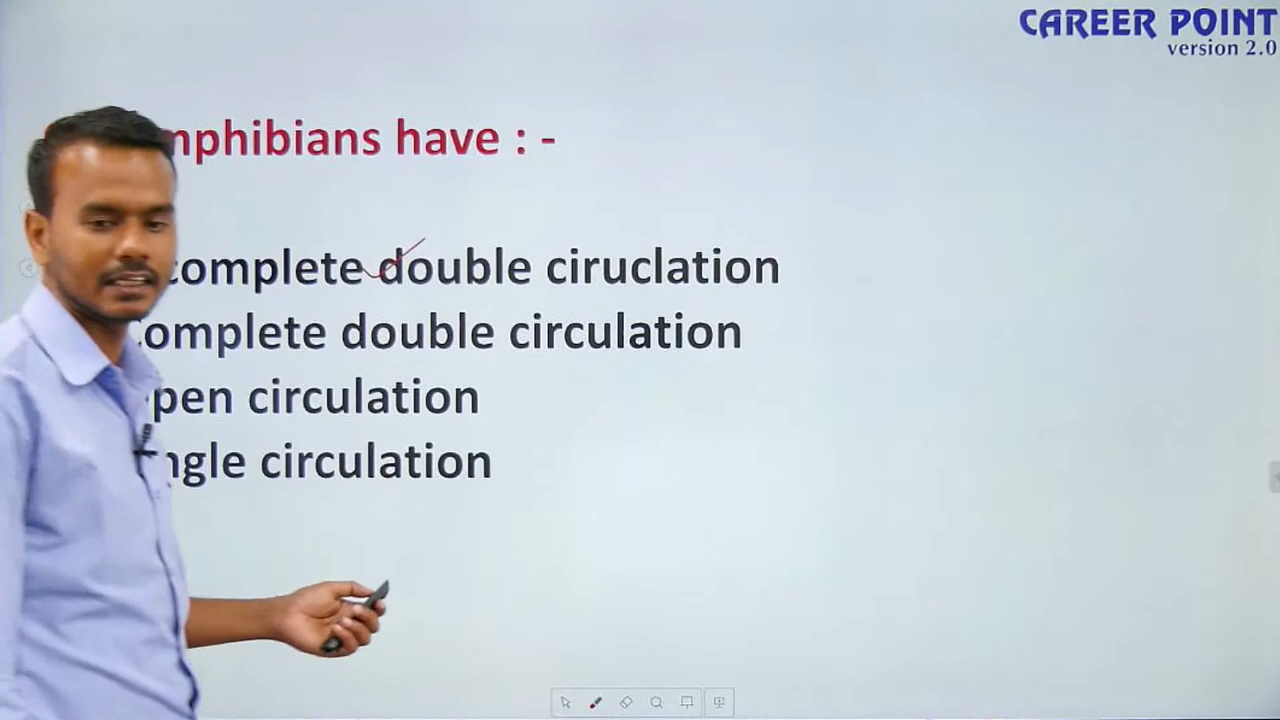 CAREER POINT
version 2.0
mphibians have : -
complete double ciruclation
omplete double circulation
pen circulation
ngle circulation